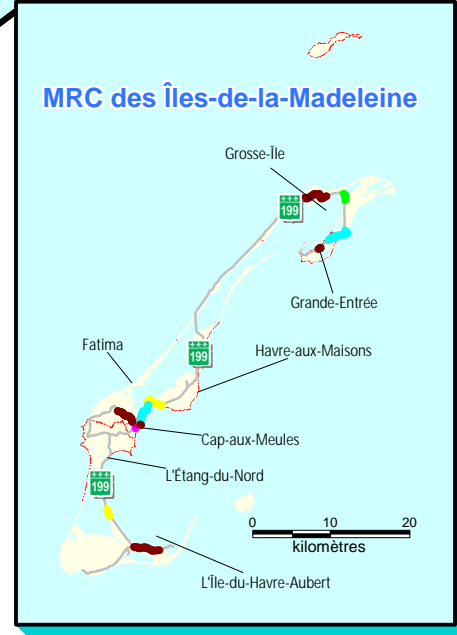 MRC des Îles-de-la-Madeleine
Grosse-Île
199
Grande-Entrée
Fatima
199
Havre-aux-Maisons
Cap-aux-Meules
L'Étang-du-Nord
199
0 10 20
kilomètres
L'Île-du-Havre-Aubert